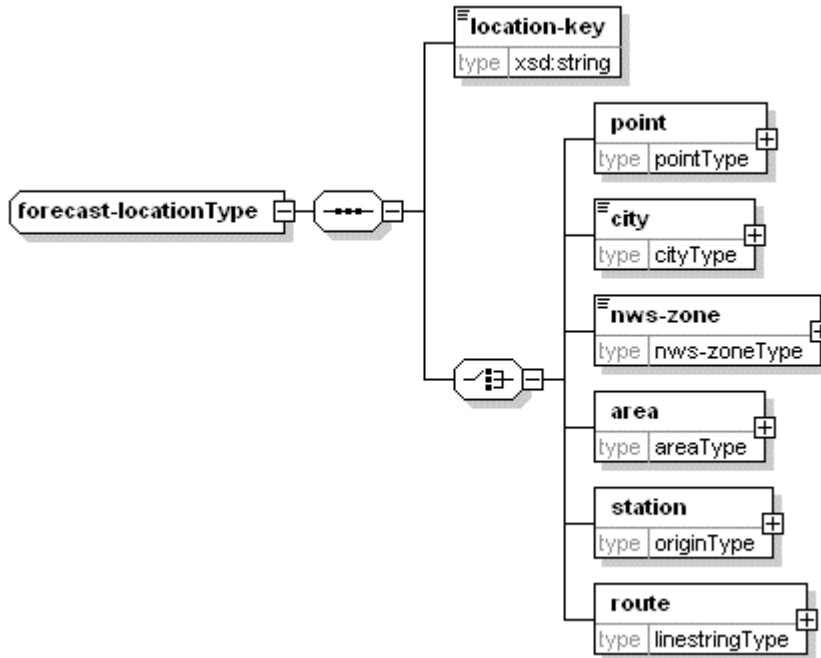 location-key
type xsd:string
point
type pointType
forecast-locationType
city
type cityType
nws-zone
type nws-zoneType
area
type areaType
station
type originType
route
type linestringType